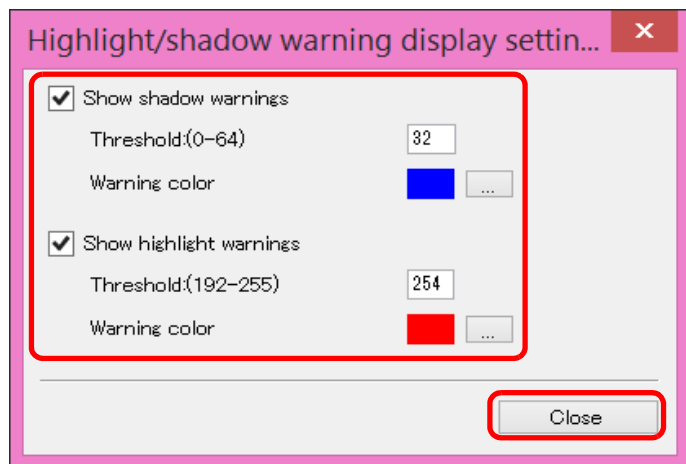 Highlight/shadow warning display settin...
Show shadow warnings
Threshold:(0-64) 32
Warning color ...
Show highlight warnings
Threshold:(192-255) 254
Warning color ...
Close